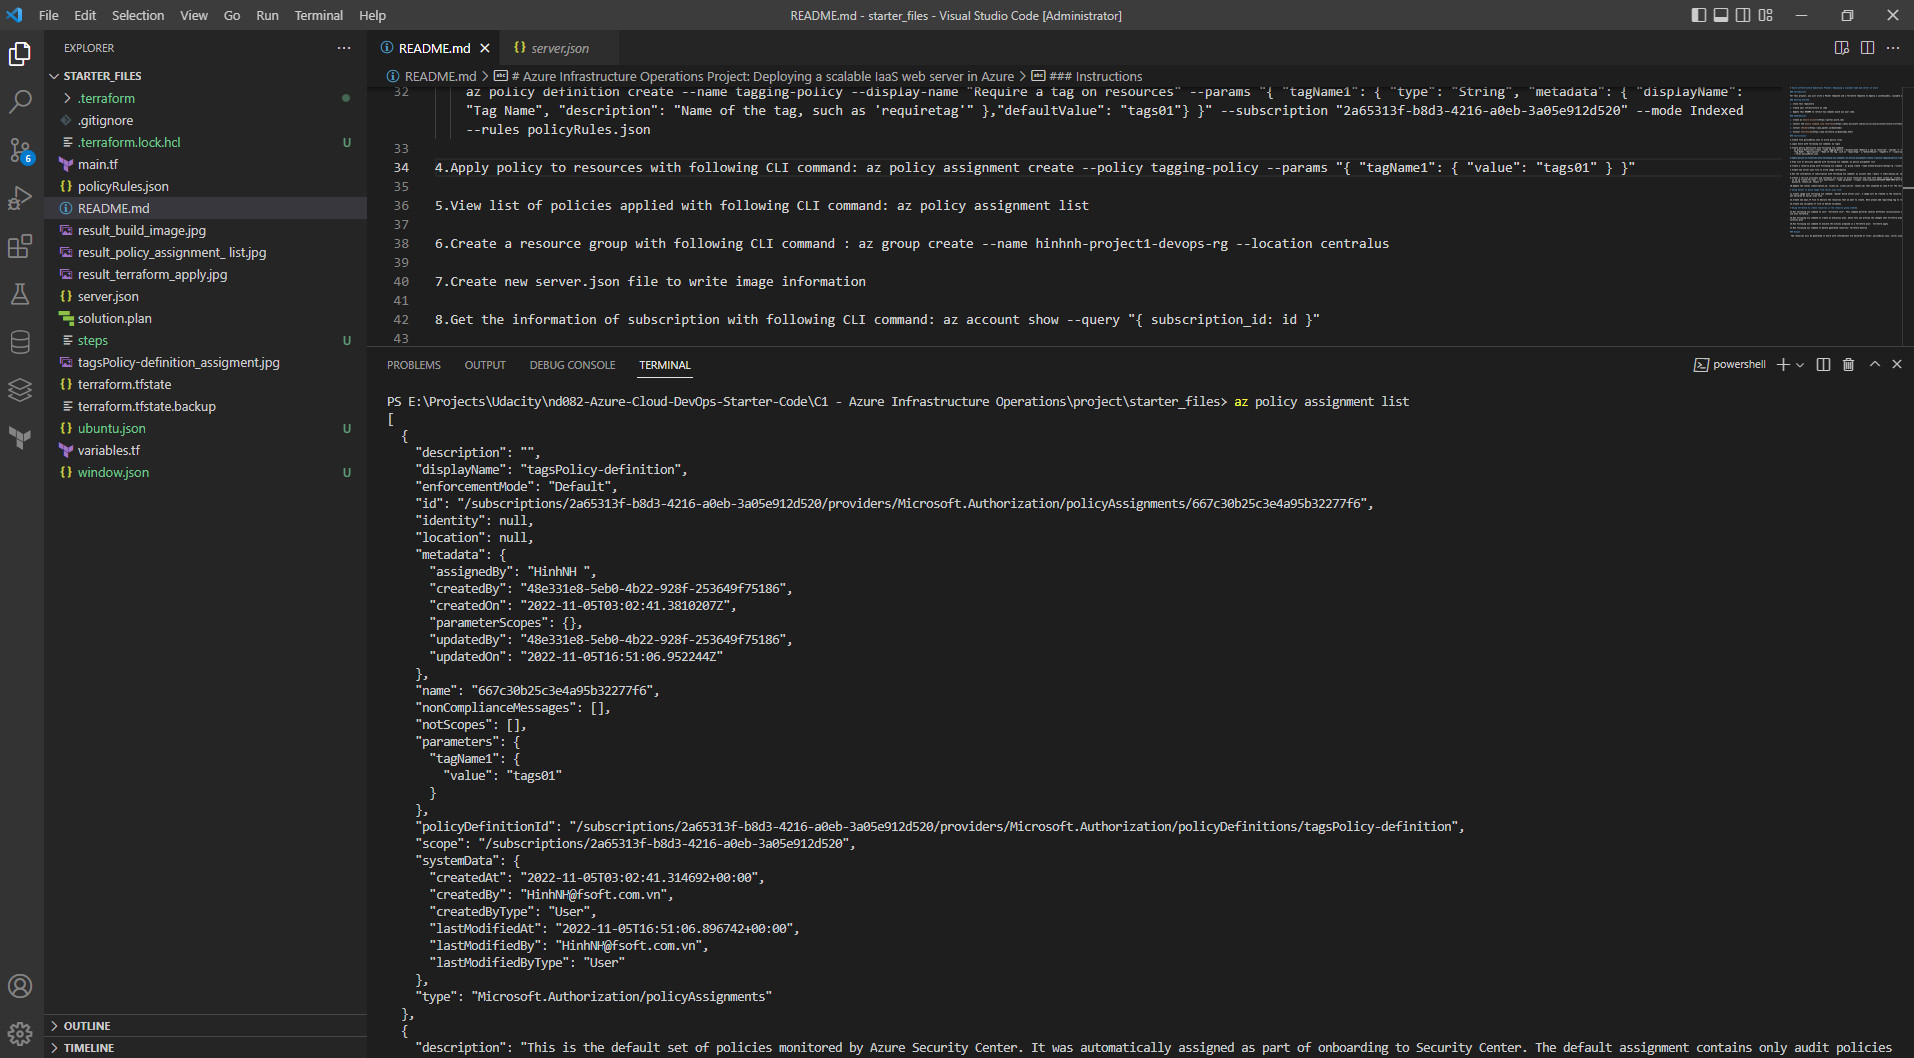 File Edit Selection View Go Run Terminal Help
README.md - starter_files - Visual Studio Code [Administrator]
EXPLORER
STARTER_FILES
.terraform
.gitignore
.terraform.lock.hcl U
main.tf
policyRules.json
README.md
result_build_image.jpg
result_policy_assignment_ list.jpg
result_terraform_apply.jpg
server.json
solution.plan
steps U
tagsPolicy-definition_assigment.jpg
terraform.tfstate
terraform.tfstate.backup
ubuntu.json U
variables.tf
window.json U
OUTLINE
TIMELINE
6
README.md
server.json
README.md > # Azure Infrastructure Operations Project: Deploying a scalable IaaS web server in Azure > ### Instructions
32 az policy definition create --name tagging-policy --display-name "Require a tag on resources" --params "{ "tagName1": { "type": "String", "metadata": { "displayName":
"Tag Name", "description": "Name of the tag, such as 'requiretag'" },"defaultValue": "tags01"} }" --subscription "2a65313f-b8d3-4216-a0eb-3a05e912d520" --mode Indexed
--rules policyRules.json
33
34 4.Apply policy to resources with following CLI command: az policy assignment create --policy tagging-policy --params "{ "tagName1": { "value": "tags01" } }"
35
36 5.View list of policies applied with following CLI command: az policy assignment list
37
38 6.Create a resource group with following CLI command : az group create --name hinhnh-project1-devops-rg --location centralus
39
40 7.Create new server.json file to write image information
41
42 8.Get the information of subscription with following CLI command: az account show --query "{ subscription_id: id }"
43
PROBLEMS OUTPUT DEBUG CONSOLE TERMINAL
powershell
PS E:\Projects\Udacity\nd082-Azure-Cloud-DevOps-Starter-Code\C1 - Azure Infrastructure Operations\project\starter_files> az policy assignment list
[
{
"description": "",
"displayName": "tagsPolicy-definition",
"enforcementMode": "Default",
"id": "/subscriptions/2a65313f-b8d3-4216-a0eb-3a05e912d520/providers/Microsoft.Authorization/policyAssignments/667c30b25c3e4a95b32277f6",
"identity": null,
"location": null,
"metadata": {
"assignedBy": "HinhNH ",
"createdBy": "48e331e8-5eb0-4b22-928f-253649f75186",
"createdOn": "2022-11-05T03:02:41.3810207Z",
"parameterScopes": {},
"updatedBy": "48e331e8-5eb0-4b22-928f-253649f75186",
"updatedOn": "2022-11-05T16:51:06.952244Z"
},
"name": "667c30b25c3e4a95b32277f6",
"nonComplianceMessages": [],
"notScopes": [],
"parameters": {
"tagName1": {
"value": "tags01"
}
},
"policyDefinitionId": "/subscriptions/2a65313f-b8d3-4216-a0eb-3a05e912d520/providers/Microsoft.Authorization/policyDefinitions/tagsPolicy-definition",
"scope": "/subscriptions/2a65313f-b8d3-4216-a0eb-3a05e912d520",
"systemData": {
"createdAt": "2022-11-05T03:02:41.314692+00:00",
"createdBy": "HinhNH@fsoft.com.vn",
"createdByType": "User",
"lastModifiedAt": "2022-11-05T16:51:06.896742+00:00",
"lastModifiedBy": "HinhNH@fsoft.com.vn",
"lastModifiedByType": "User"
},
"type": "Microsoft.Authorization/policyAssignments"
},
{
"description": "This is the default set of policies monitored by Azure Security Center. It was automatically assigned as part of onboarding to Security Center. The default assignment contains only audit policies